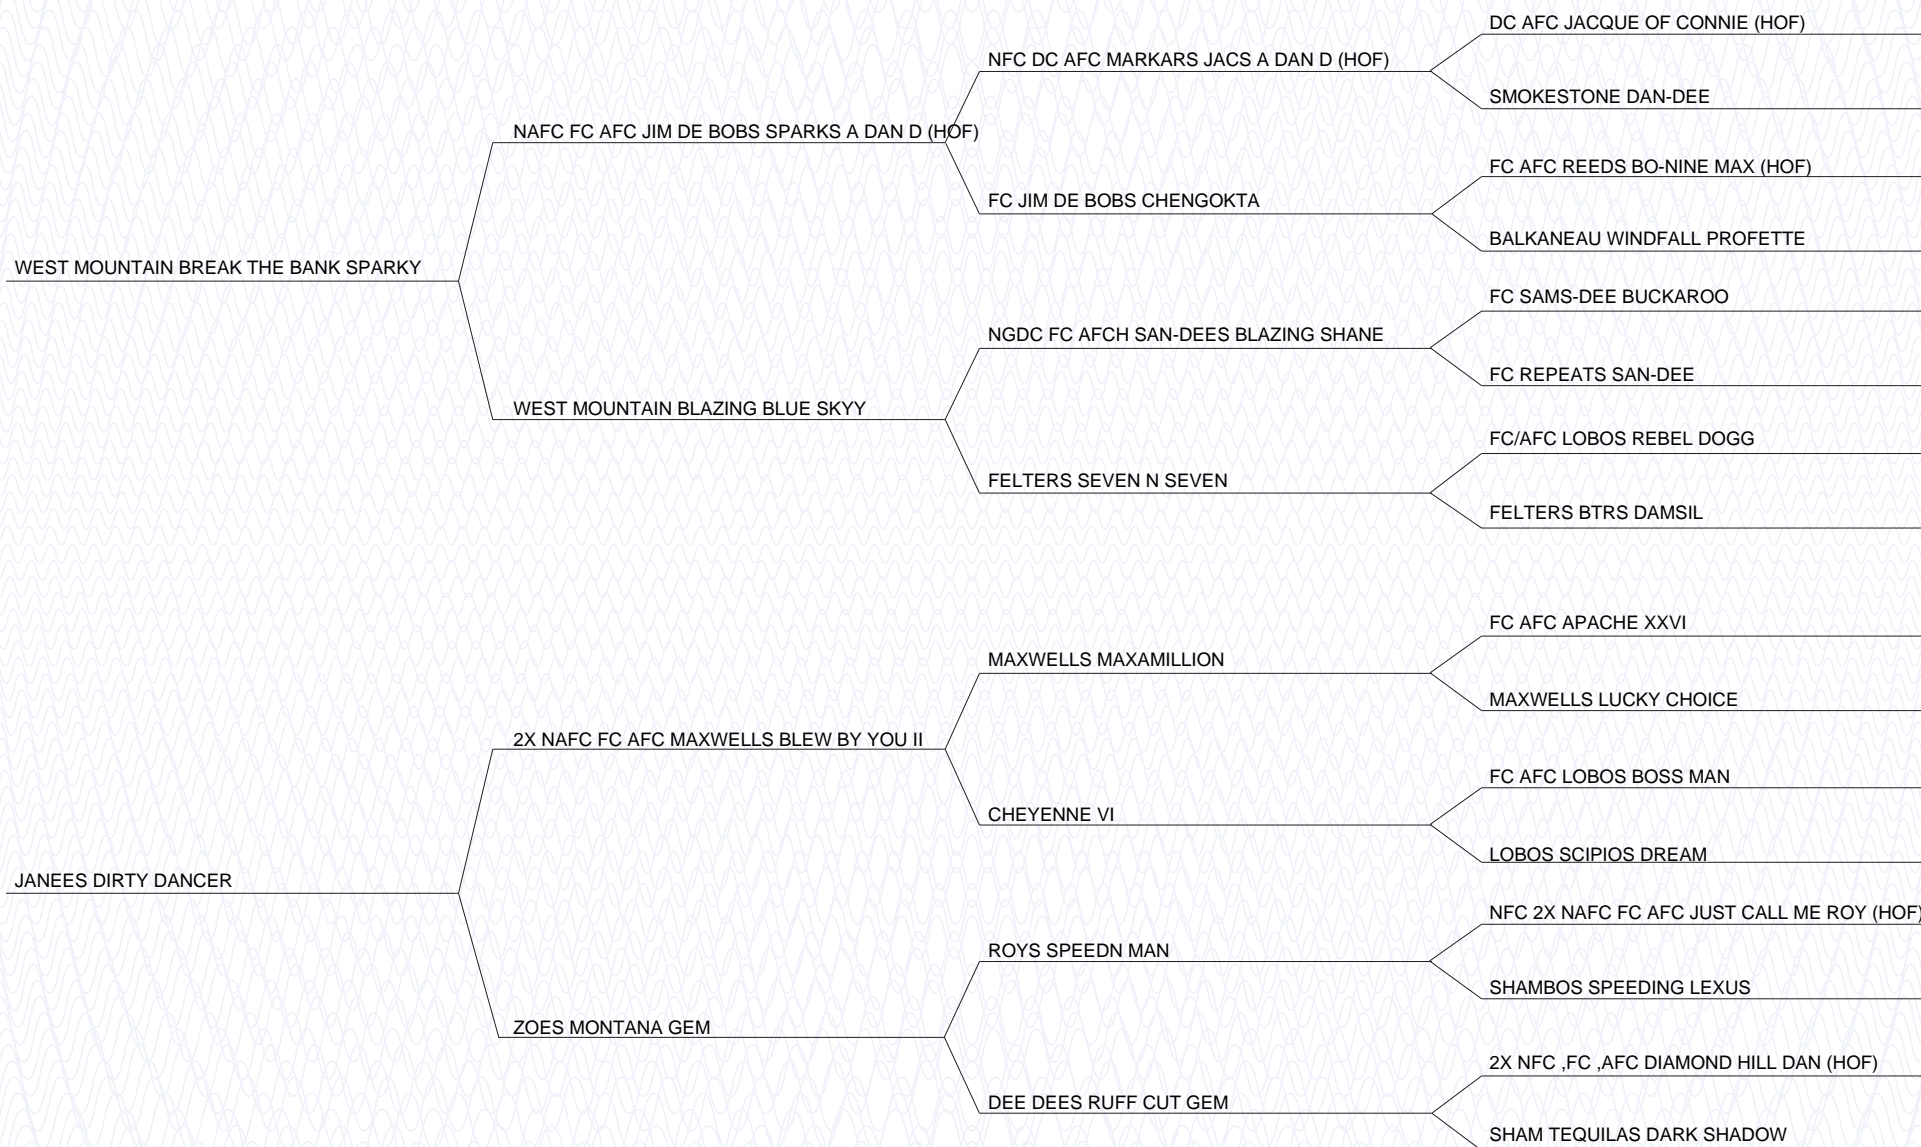 DC AFC JACQUE OF CONNIE (HOF)
NFC DC AFC MARKARS JACS A DAN D (HOF)
SMOKESTONE DAN-DEE
NAFC FC AFC JIM DE BOBS SPARKS A DAN D (HOF)
FC AFC REEDS BO-NINE MAX (HOF)
FC JIM DE BOBS CHENGOKTA
BALKANEAU WINDFALL PROFETTE
WEST MOUNTAIN BREAK THE BANK SPARKY
FC SAMS-DEE BUCKAROO
NGDC FC AFCH SAN-DEES BLAZING SHANE
FC REPEATS SAN-DEE
WEST MOUNTAIN BLAZING BLUE SKYY
FC/AFC LOBOS REBEL DOGG
FELTERS SEVEN N SEVEN
FELTERS BTRS DAMSIL
FC AFC APACHE XXVI
MAXWELLS MAXAMILLION
MAXWELLS LUCKY CHOICE
2X NAFC FC AFC MAXWELLS BLEW BY YOU II
FC AFC LOBOS BOSS MAN
CHEYENNE VI
LOBOS SCIPIOS DREAM
JANEES DIRTY DANCER
NFC 2X NAFC FC AFC JUST CALL ME ROY (HOF)
ROYS SPEEDN MAN
SHAMBOS SPEEDING LEXUS
ZOES MONTANA GEM
2X NFC ,FC ,AFC DIAMOND HILL DAN (HOF)
DEE DEES RUFF CUT GEM
SHAM TEQUILAS DARK SHADOW